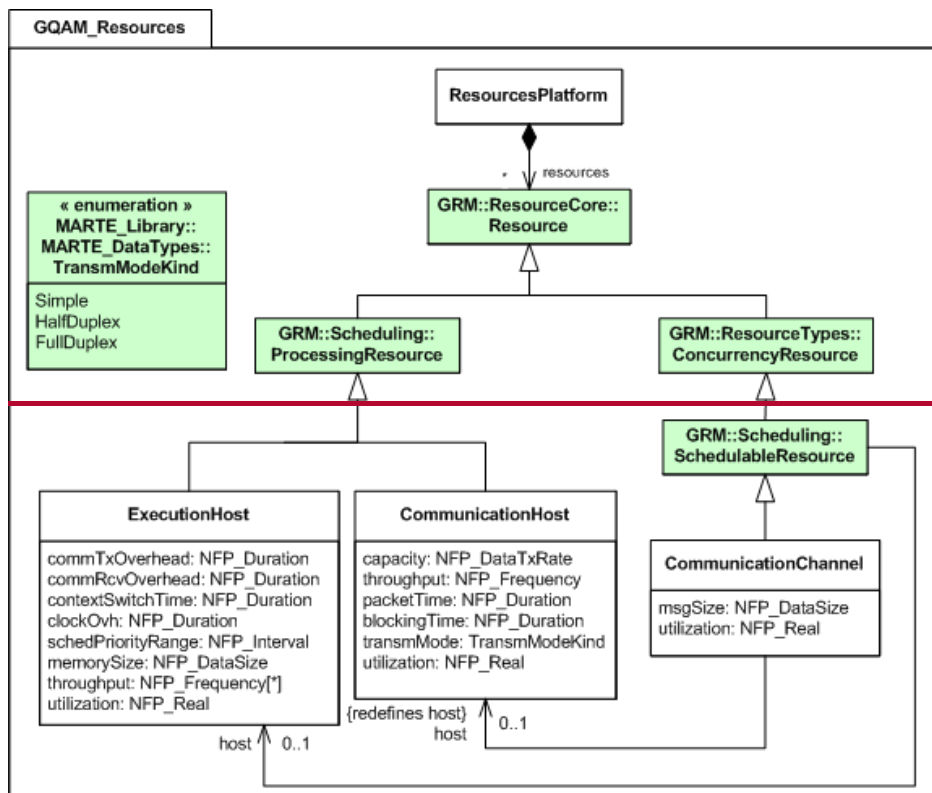 GQAM_Resources
ResourcesPlatform
* resources
GRM::ResourceCore::
Resource
« enumeration »
MARTE_Library::
MARTE_DataTypes::
TransmModeKind
Simple
HalfDuplex
FullDuplex
GRM::Scheduling::
ProcessingResource
GRM::ResourceTypes::
ConcurrencyResource
GRM::Scheduling::
SchedulableResource
ExecutionHost
commTxOverhead: NFP_Duration
commRcvOverhead: NFP_Duration
contextSwitchTime: NFP_Duration
clockOvh: NFP_Duration
schedPriorityRange: NFP_Interval
memorySize: NFP_DataSize
throughput: NFP_Frequency[*]
utilization: NFP_Real
CommunicationHost
capacity: NFP_DataTxRate
throughput: NFP_Frequency
packetTime: NFP_Duration
blockingTime: NFP_Duration
transmMode: TransmModeKind
utilization: NFP_Real
CommunicationChannel
msgSize: NFP_DataSize
utilization: NFP_Real
{redefines host}
host 0..1
host 0..1